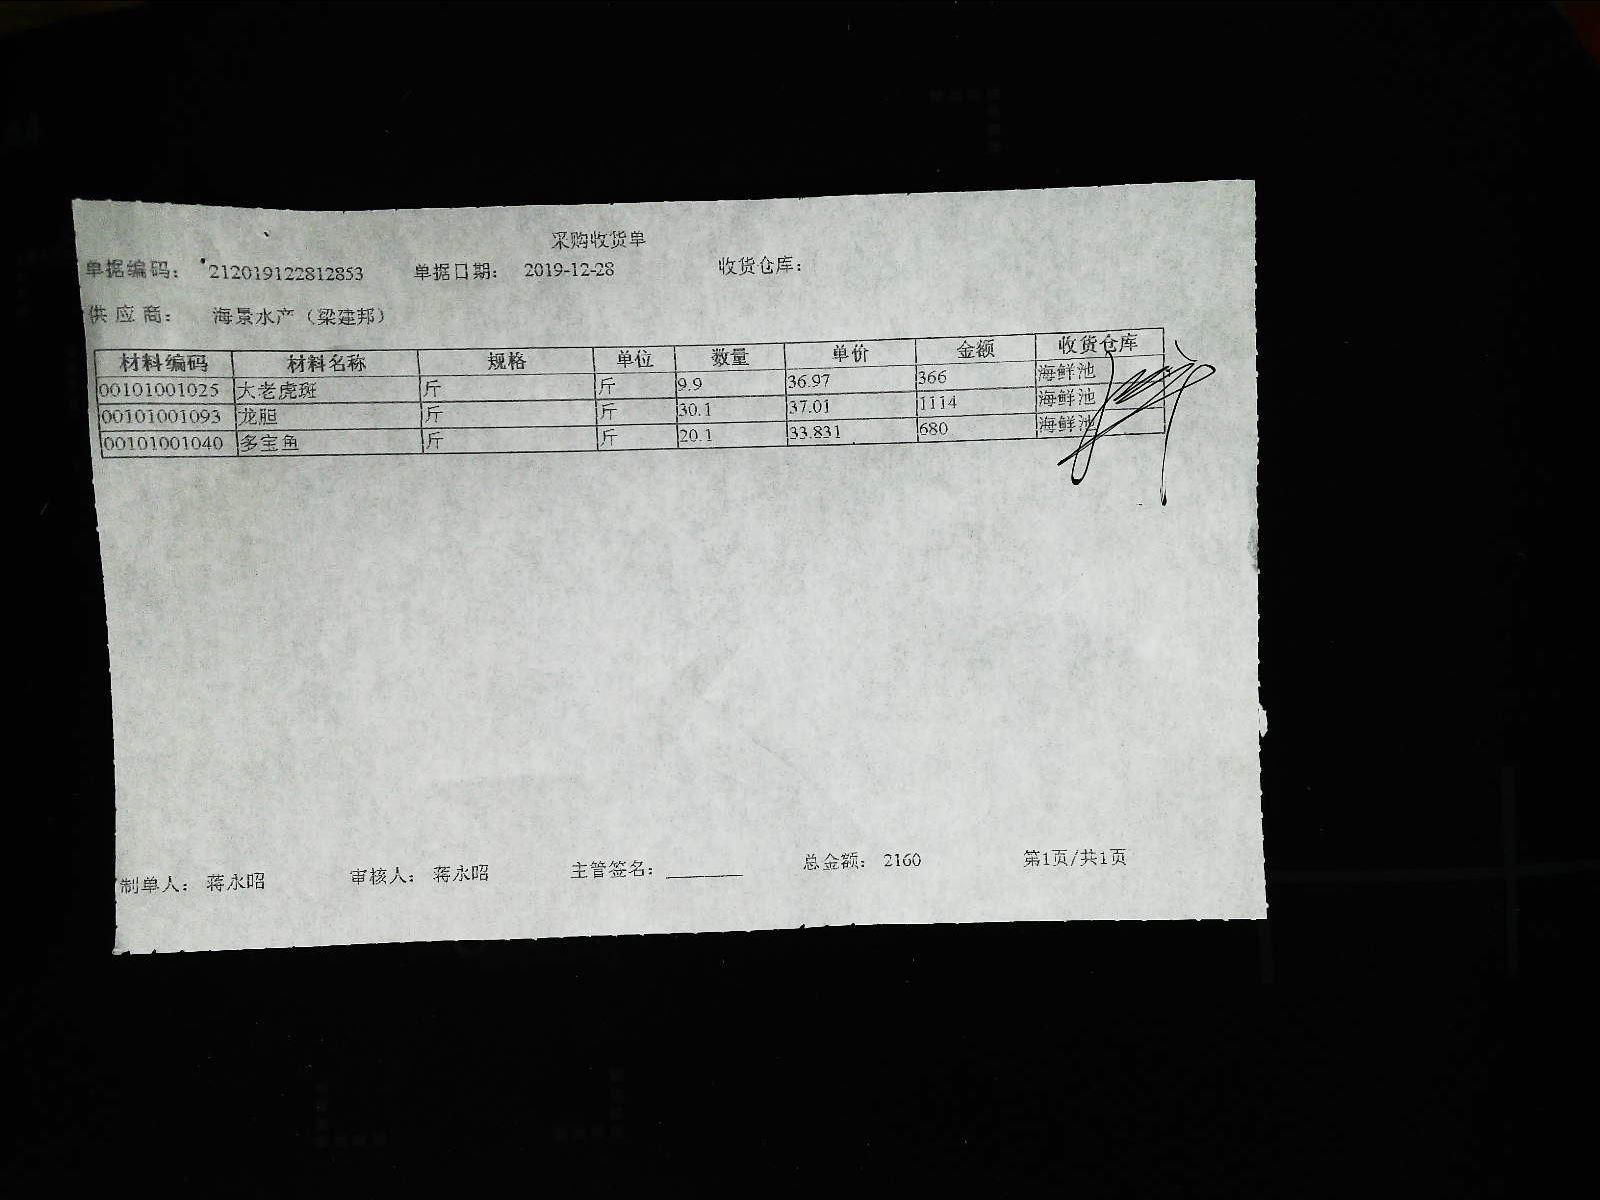 采购收货单
单据编码： 212019122812853 单据日期： 2019-12-28 收货仓库：
供应商： 海景水产（梁建邦）
材料编码 材料名称 规格 单位 数量 单价 金额 收货仓库
00101001025 大老虎斑 斤 斤 9.9 36.97 366 海鲜池
00101001093 龙胆 斤 斤 30.1 37.01 1114 海鲜池
00101001040 多宝鱼 斤 斤 20.1 33.831 680 海鲜池
制单人： 蒋永昭 审核人： 蒋永昭 主管签名： 总金额： 2160 第1页/共1页